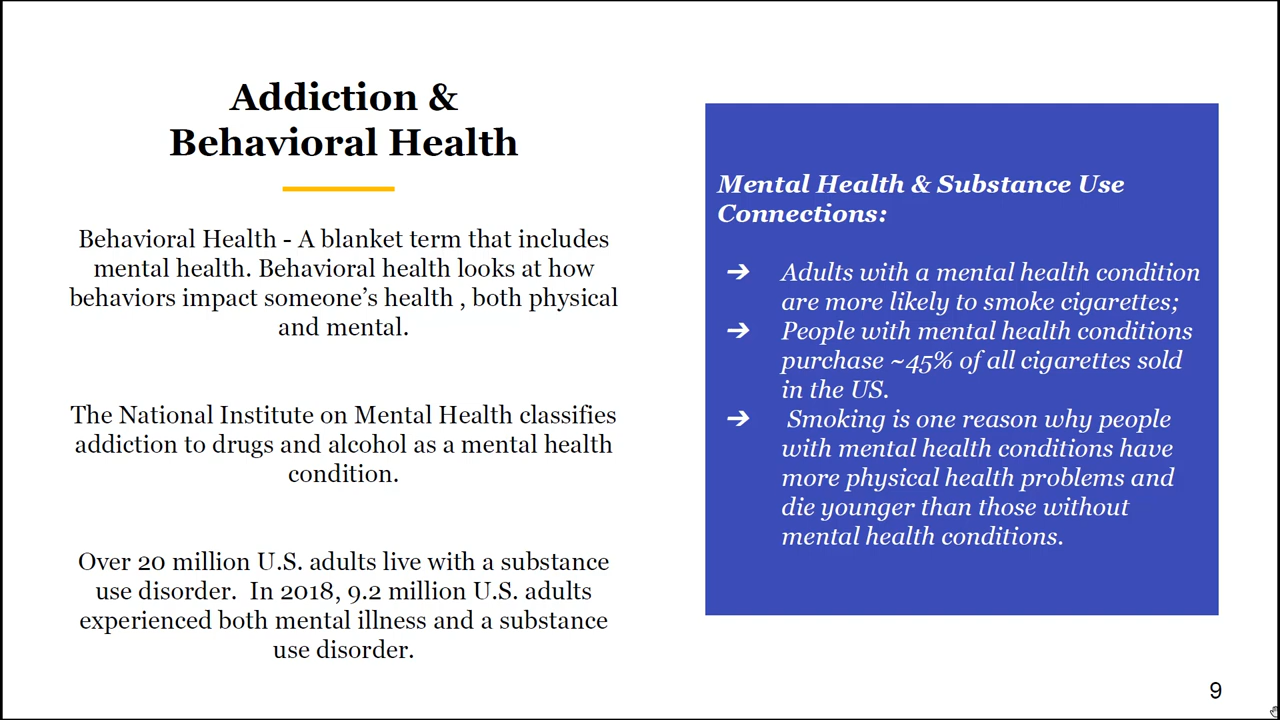 Addiction &
Behavioral Health
Behavioral Health - A blanket term that includes
mental health. Behavioral health looks at how
behaviors impact someone's health , both physical
and mental.
The National Institute on Mental Health classifies
addiction to drugs and alcohol as a mental health
condition.
Over 20 million U.S. adults live with a substance
use disorder.  In 2018, 9.2 million U.S. adults
experienced both mental illness and a substance
use disorder.
Mental Health & Substance Use
Connections:
➔ Adults with a mental health condition
are more likely to smoke cigarettes;
➔ People with mental health conditions
purchase ~45% of all cigarettes sold
in the US.
➔ Smoking is one reason why people
with mental health conditions have
more physical health problems and
die younger than those without
mental health conditions.
9